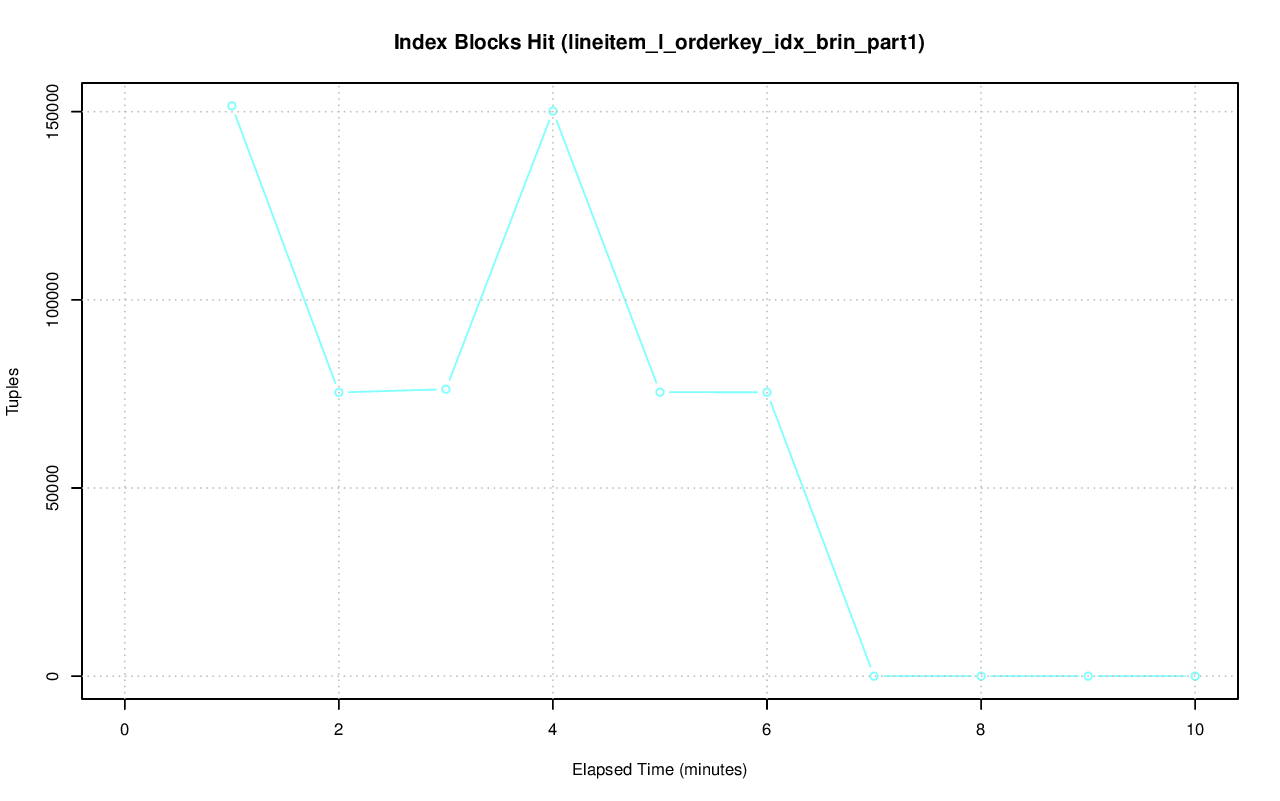 Index Blocks Hit (lineitem_l_orderkey_idx_brin_part1)
150000
100000
50000
0
Tuples
0 2 4 6 8 10
Elapsed Time (minutes)